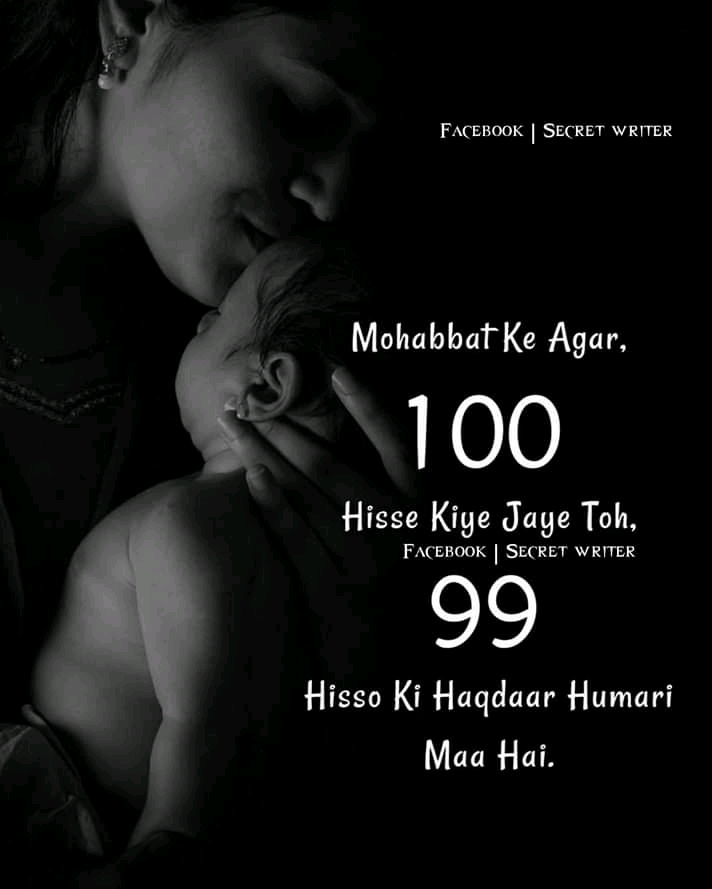 FACEBOOK | SECRET WRITER
Mohabbat Ke Agar,
100
Hisse Kiye Jaye Toh,
FACEBOOK | SECRET WRITER
99
Hisso Ki Haqdaar Humari
Maa Hai.